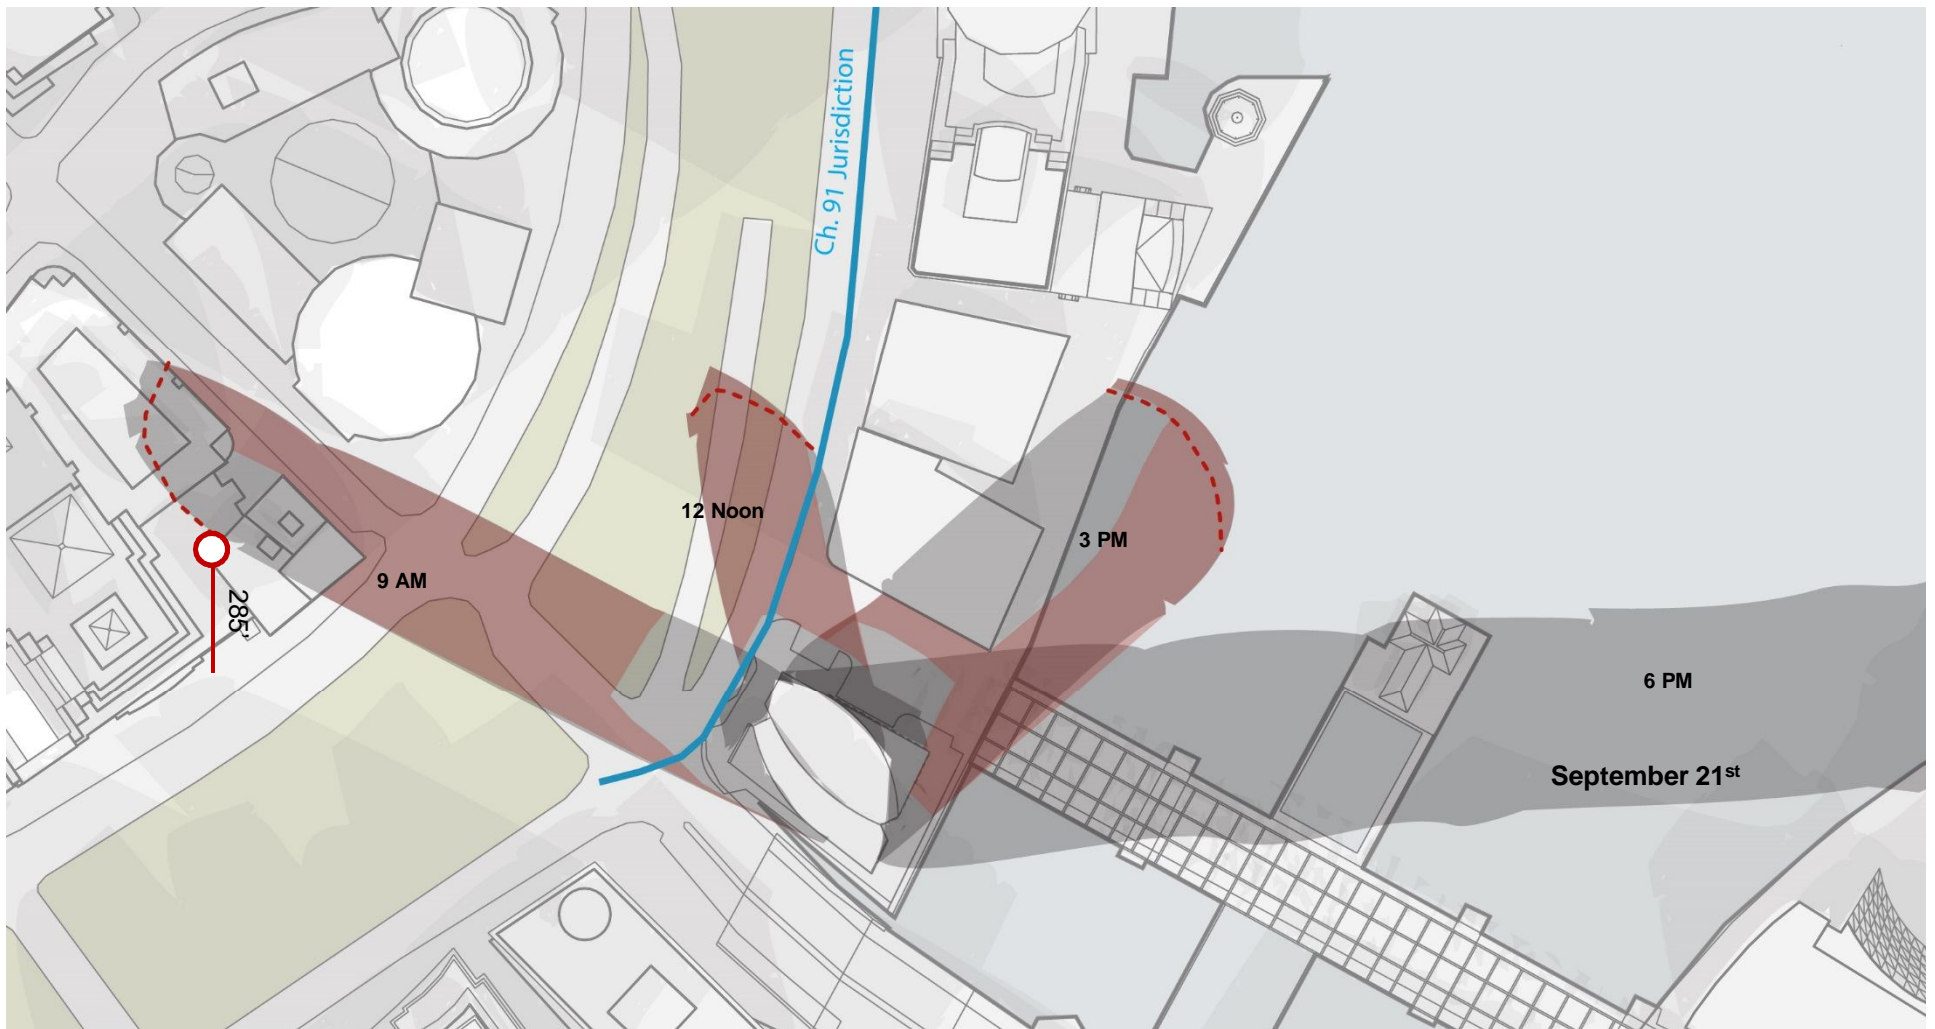 Ch. 91 Jurisdiction
12 Noon
3 PM
9 AM
285'
6 PM
September 21st